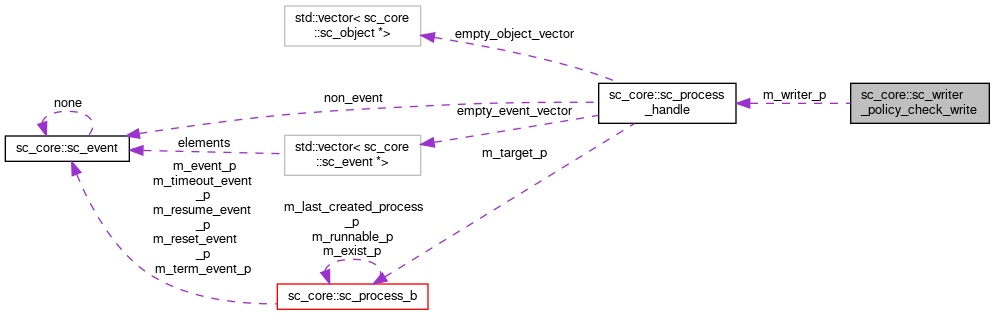 std::vector< sc_core
::sc_object *>
empty_object_vector
sc_core::sc_process
_handle
m_writer_p
sc_core::sc_writer
_policy_check_write
none
non_event
empty_event_vector
sc_core::sc_event
elements
std::vector< sc_core
::sc_event *>
m_target_p
m_event_p
m_timeout_event
_p
m_resume_event
_p
m_reset_event
_p
m_term_event_p
m_last_created_process
_p
m_runnable_p
m_exist_p
sc_core::sc_process_b